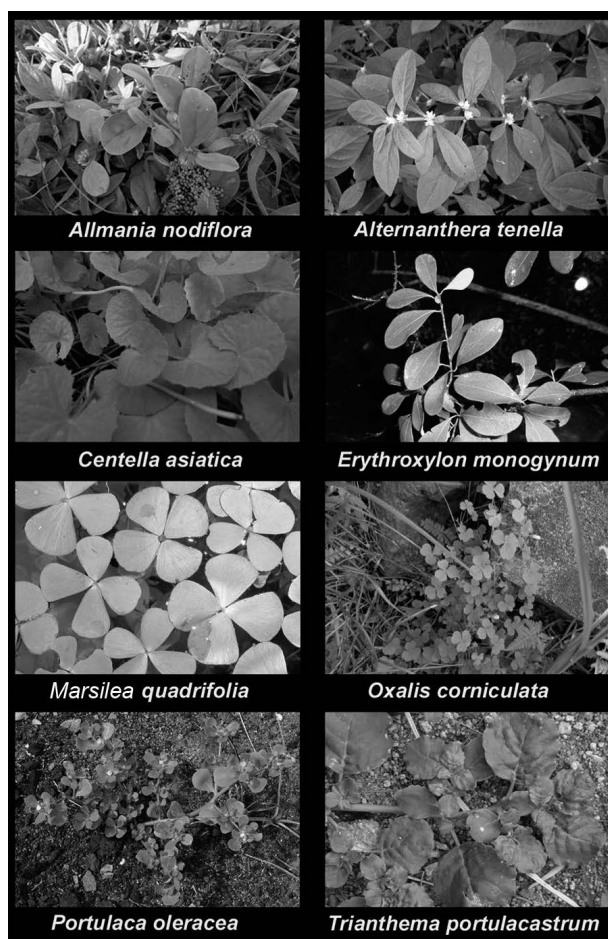 Allmania nodiflora
Alternanthera tenella
Centella asiatica
Erythroxylon monogynum
Marsilea quadrifolia
Oxalis corniculata
Portulaca oleracea
Trianthema portulacastrum